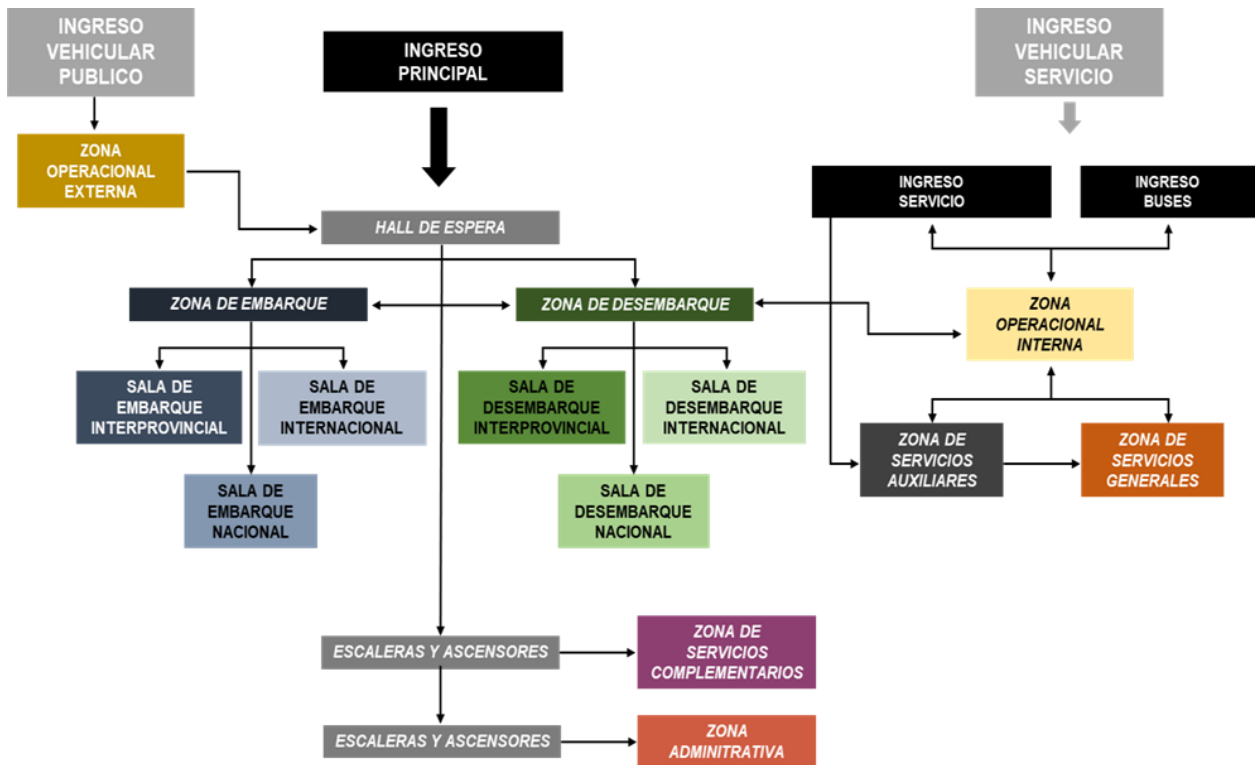 INGRESO
VEHICULAR
PUBLICO
INGRESO
PRINCIPAL
INGRESO
VEHICULAR
SERVICIO
ZONA
OPERACIONAL
EXTERNA
INGRESO
SERVICIO
INGRESO
BUSES
HALL DE ESPERA
ZONA DE EMBARQUE
ZONA DE DESEMBARQUE
ZONA
OPERACIONAL
INTERNA
SALA DE
EMBARQUE
INTERPROVINCIAL
SALA DE
EMBARQUE
INTERNACIONAL
SALA DE
DESEMBARQUE
INTERPROVINCIAL
SALA DE
DESEMBARQUE
INTERNACIONAL
ZONA DE
SERVICIOS
AUXILIARES
ZONA DE
SERVICIOS
GENERALES
SALA DE
EMBARQUE
NACIONAL
SALA DE
DESEMBARQUE
NACIONAL
ESCALERAS Y ASCENSORES
ZONA DE
SERVICIOS
COMPLEMENTARIOS
ESCALERAS Y ASCENSORES
ZONA
ADMINITRATIVA